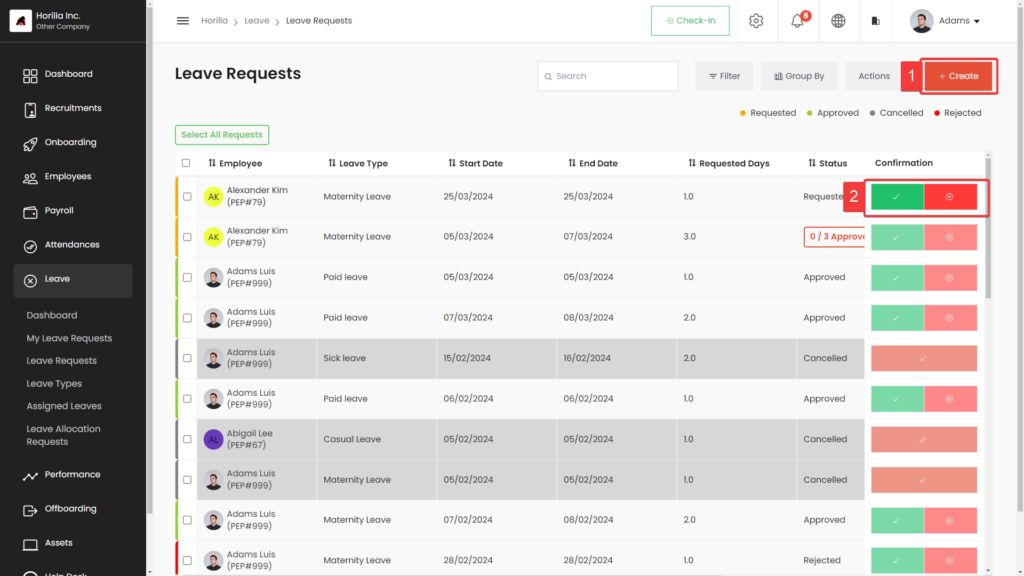 Horilla Inc.
Other Company
Dashboard
Recruitments
Onboarding
Employees
Payroll
Attendances
Leave
Dashboard
My Leave Requests
Leave Requests
Leave Types
Assigned Leaves
Leave Allocation
Requests
Performance
Offboarding
Assets
Help Desk
Horilla Leave Leave Requests
Check-In
8
Adams
Leave Requests
Search
Filter
Group By
Actions
1
+ Create
Requested Approved Cancelled Rejected
Select All Requests
Employee Leave Type Start Date End Date Requested Days Status Confirmation
AK Alexander Kim
(PEP#79) Maternity Leave 25/03/2024 25/03/2024 1.0 Requeste 2
AK Alexander Kim
(PEP#79) Maternity Leave 05/03/2024 07/03/2024 3.0 0 / 3 Approve
Adams Luis
(PEP#999) Paid leave 05/03/2024 05/03/2024 1.0 Approved
Adams Luis
(PEP#999) Paid leave 07/03/2024 08/03/2024 2.0 Approved
Adams Luis
(PEP#999) Sick leave 15/02/2024 16/02/2024 2.0 Cancelled
Adams Luis
(PEP#999) Paid leave 06/02/2024 06/02/2024 1.0 Approved
AL Abigail Lee
(PEP#67) Casual Leave 05/02/2024 05/02/2024 1.0 Cancelled
Adams Luis
(PEP#999) Maternity Leave 05/02/2024 05/02/2024 1.0 Cancelled
Adams Luis
(PEP#999) Maternity Leave 07/02/2024 08/02/2024 2.0 Approved
Adams Luis
(PEP#999) Maternity Leave 28/02/2024 28/02/2024 1.0 Rejected